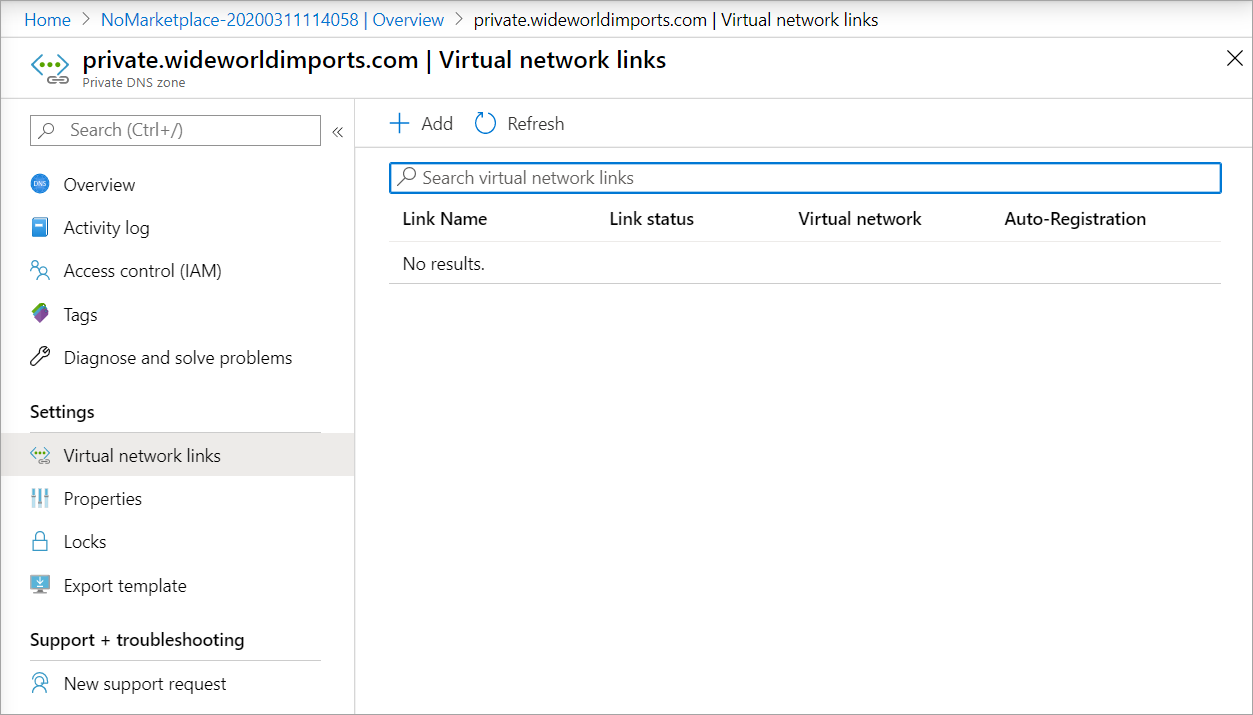 Home > NoMarketplace-20200311114058 | Overview > private.wideworldimports.com | Virtual network links
private.wideworldimports.com | Virtual network links
Private DNS zone
Search (Ctrl+/)
«
Add
Refresh
Search virtual network links
Link Name Link status Virtual network Auto-Registration
No results.
DNS Overview
Activity log
Access control (IAM)
Tags
Diagnose and solve problems
Settings
Virtual network links
Properties
Locks
Export template
Support + troubleshooting
New support request